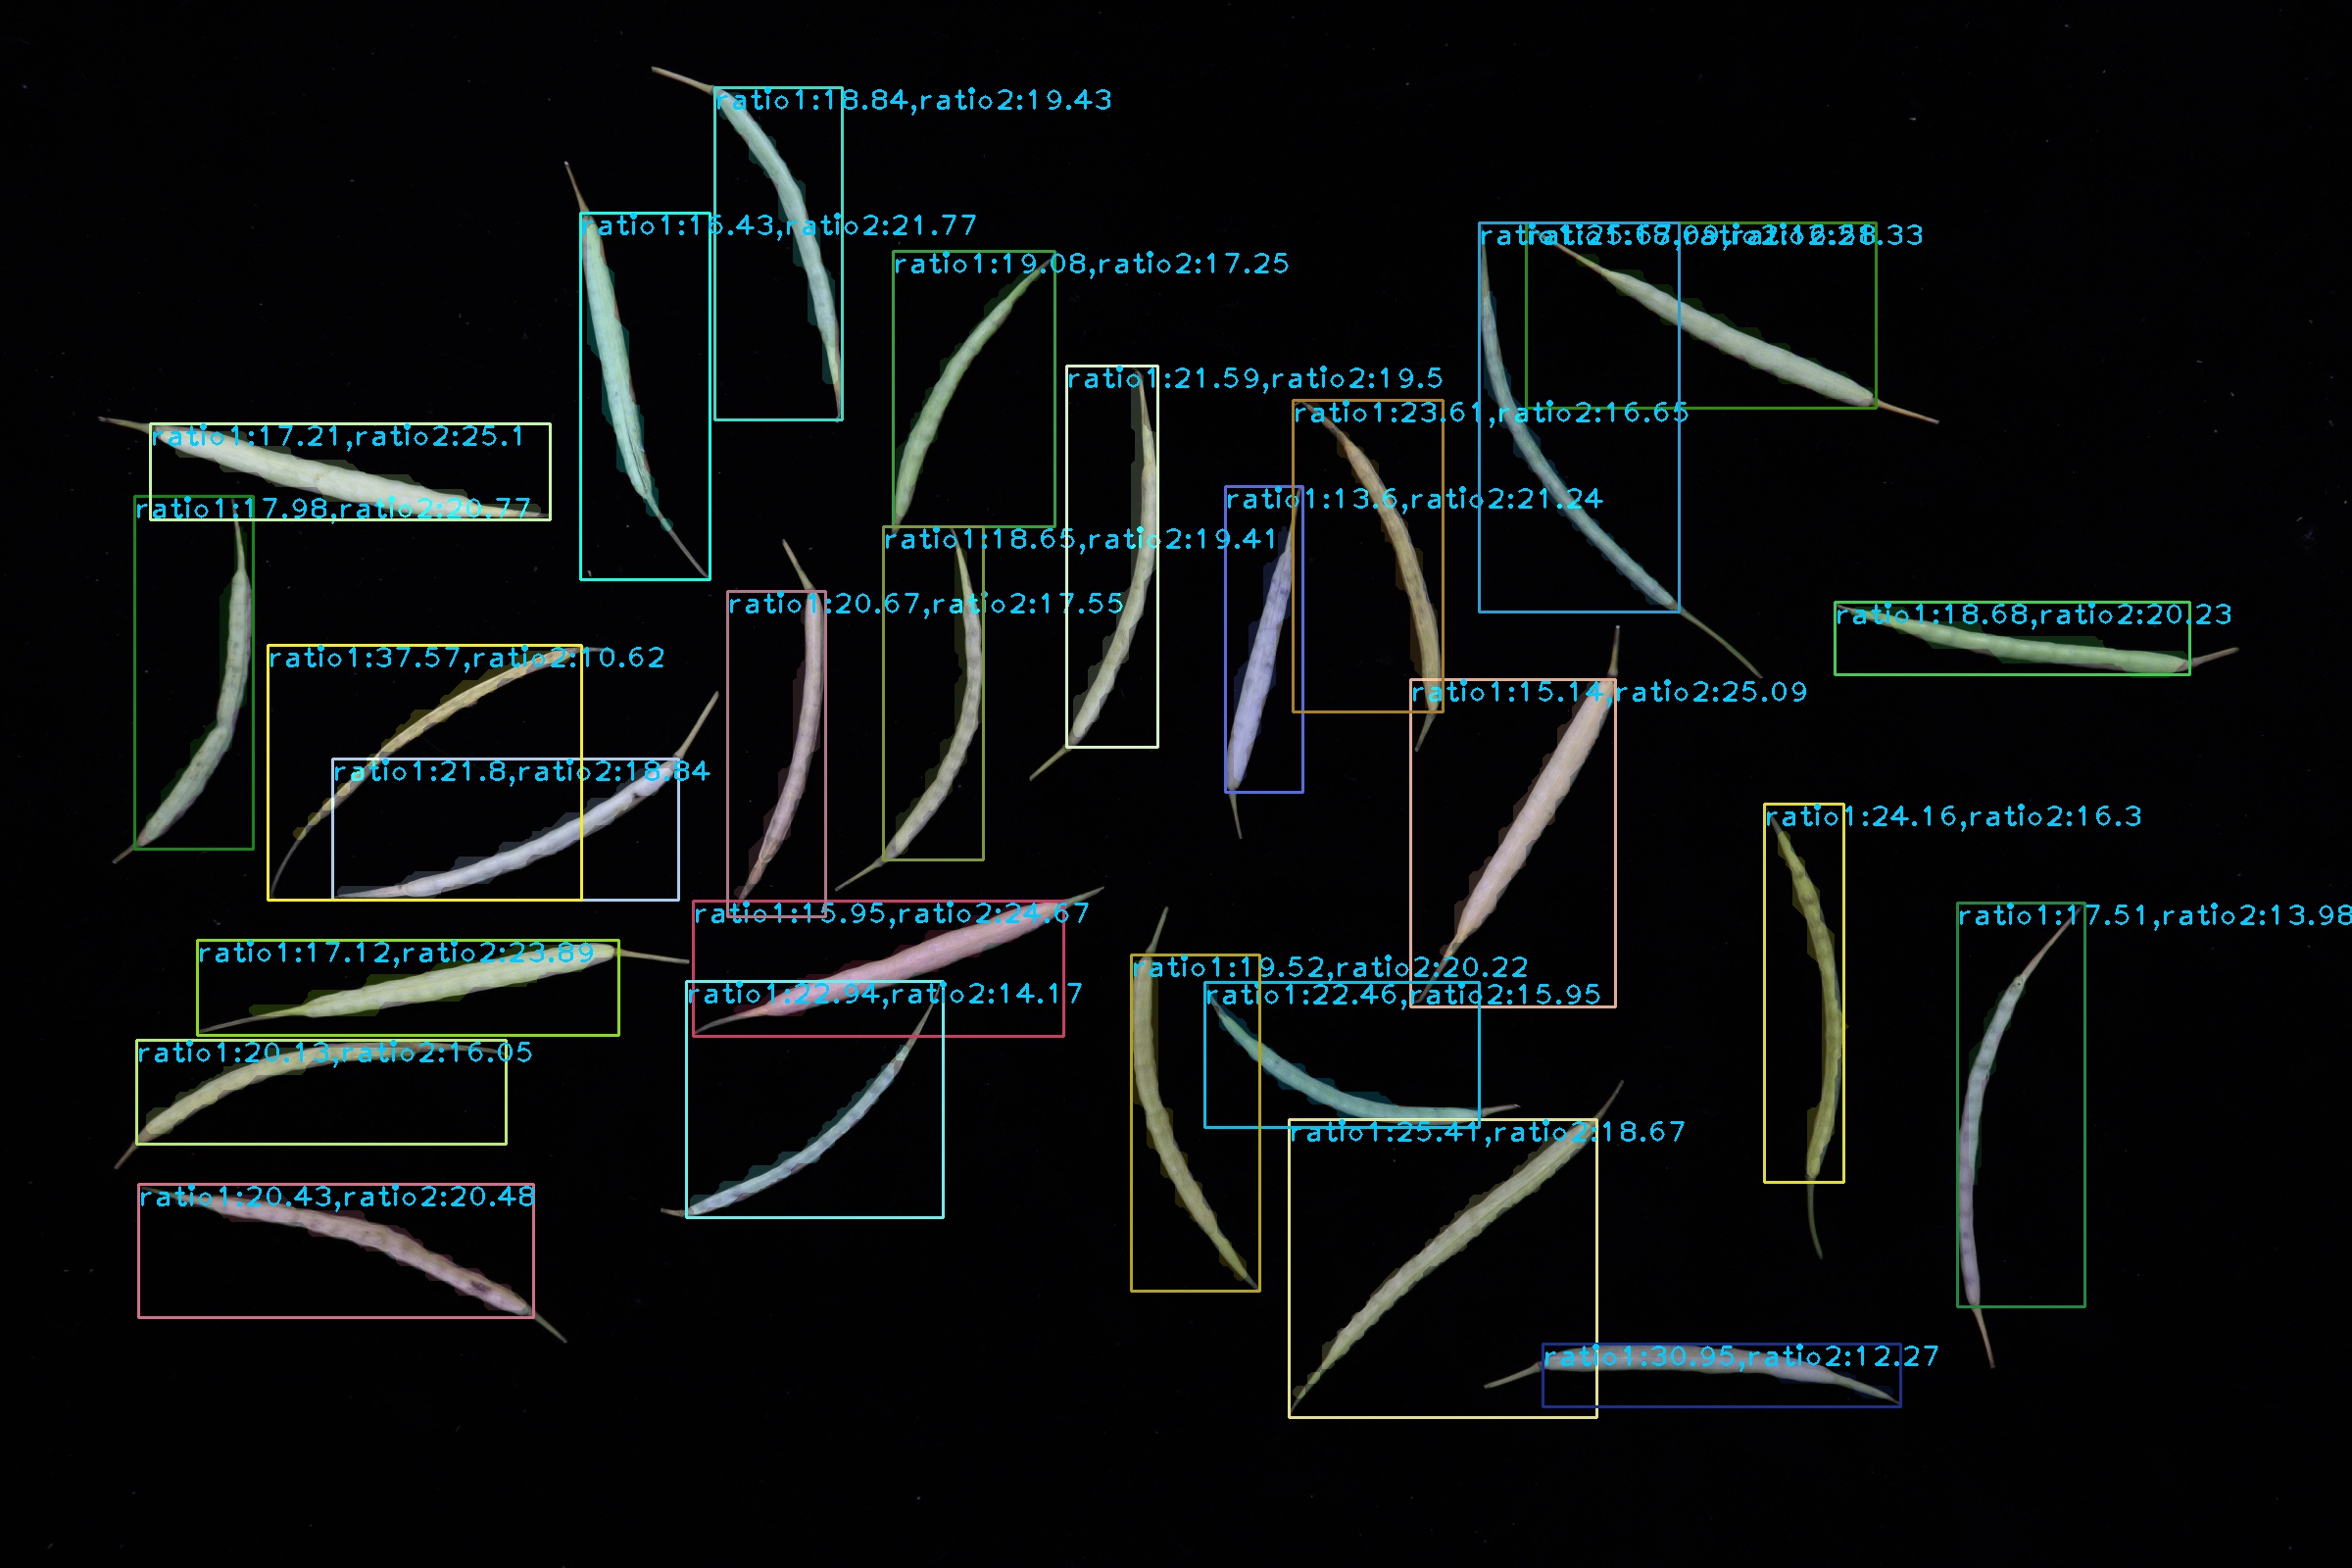 ratio1:18.84,ratio2:19.43
ratio1:15.43,ratio2:21.77
ratio1:19.08,ratio2:17.25
ratio1:21.59,ratio2:19.5
ratio1:23.61,ratio2:16.65
ratio1:17.21,ratio2:25.1
ratio1:17.98,ratio2:20.77
ratio1:13.6,ratio2:21.24
ratio1:18.65,ratio2:19.41
ratio1:20.67,ratio2:17.55
ratio1:18.68,ratio2:20.23
ratio1:37.57,ratio2:10.62
ratio1:15.14,ratio2:25.09
ratio1:21.8,ratio2:18.84
ratio1:24.16,ratio2:16.3
ratio1:15.95,ratio2:24.67
ratio1:17.51,ratio2:13.98
ratio1:17.12,ratio2:23.89
ratio1:19.52,ratio2:20.22
ratio1:22.94,ratio2:14.17
ratio1:22.46,ratio2:15.95
ratio1:20.13,ratio2:16.05
ratio1:25.41,ratio2:18.67
ratio1:20.43,ratio2:20.48
ratio1:30.95,ratio2:12.27